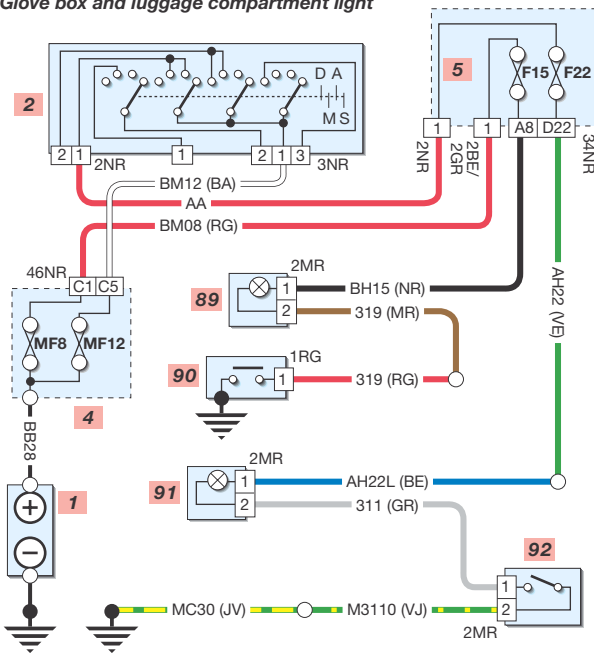 Glove box and luggage compartment light
2
D A
M S
2 1 2NR
1
2 1 3 3NR
5
F15 F22
1
1
A8 D22
2NR
2BE/
2GR
34NR
BM12 (BA)
AA
BM08 (RG)
46NR
C1 C5
MF8 MF12
4
BB28
1
+
−
89
2MR
1
2
BH15 (NR)
319 (MR)
AH22 (VE)
90
1RG
1
319 (RG)
91
2MR
1
2
AH22L (BE)
311 (GR)
92
1
2
2MR
MC30 (JV)
M3110 (VJ)